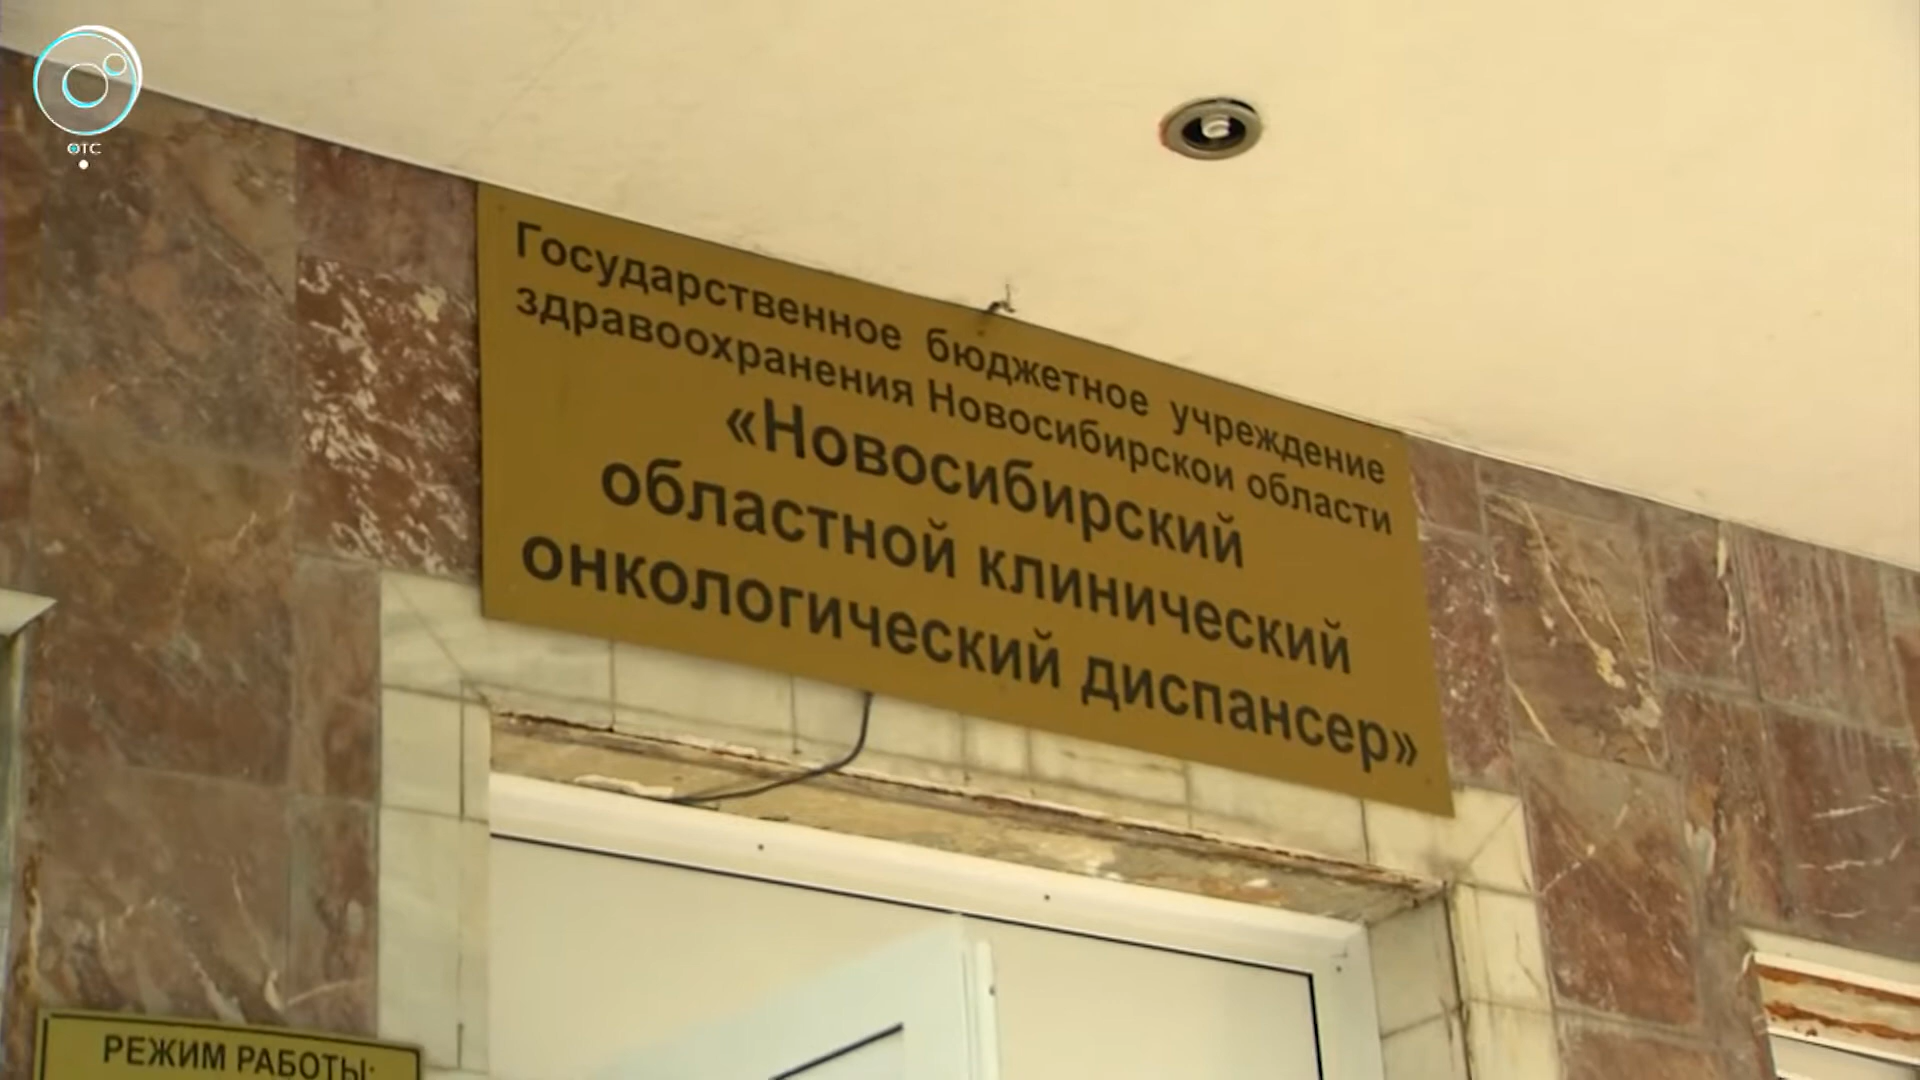 ОТС
Государственное бюджетное учреждение
здравоохранения Новосибирской области
«Новосибирский
областной клинический
онкологический диспансер»
РЕЖИМ РАБОТЫ: